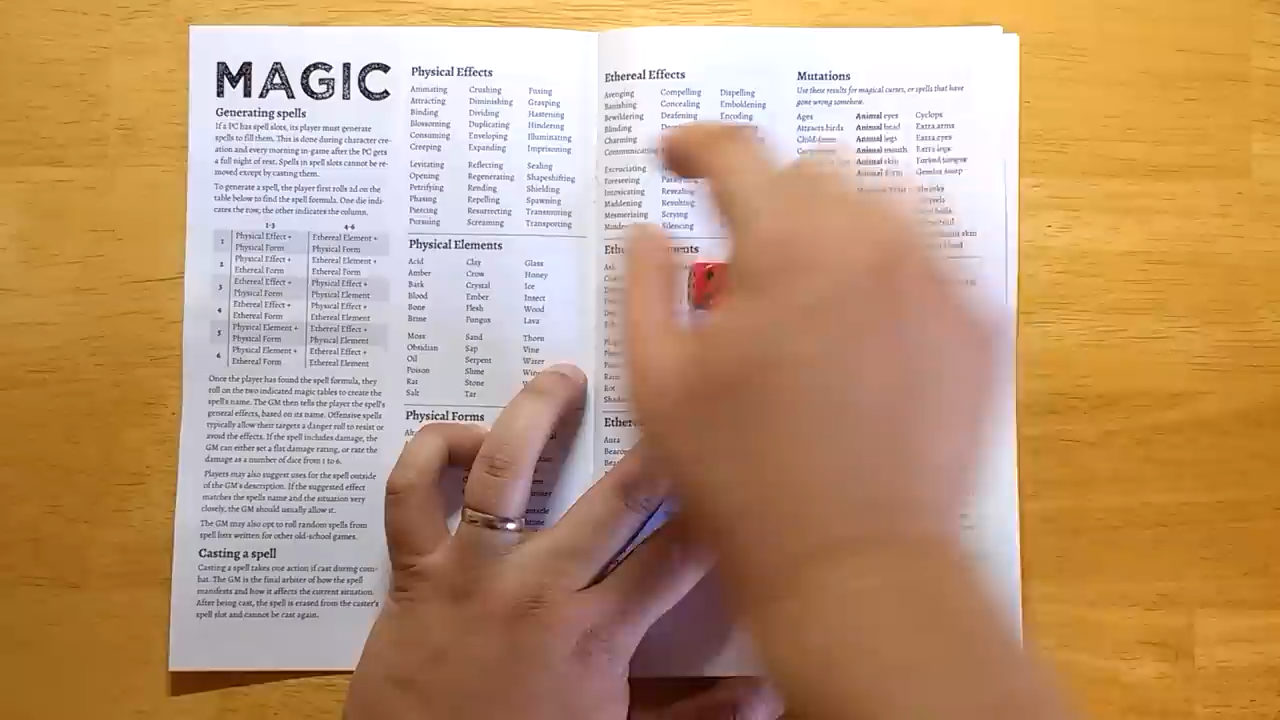 MAGIC
Generating spells
If a PC has spell slots, its player must generate
spells to fill them. This is done during character cre-
ation and every morning in-game after the PC gets
a full night of rest. Spells in spell slots cannot be re-
moved except by casting them.
To generate a spell, the player first rolls 2d on the
table below to find the spell formula. One die indi-
cates the row, the other indicates the column.
1-3 4-6
1 Physical Effect + Ethereal Element +
Physical Form Physical Form
2 Physical Effect + Ethereal Element +
Ethereal Form Ethereal Form
3 Ethereal Effect + Physical Effect +
Physical Form Physical Element
4 Ethereal Effect + Physical Effect +
Ethereal Form Ethereal Element
5 Physical Element + Ethereal Effect +
Physical Form Physical Element
6 Physical Element + Ethereal Effect +
Ethereal Form Ethereal Element
Once the player has found the spell formula, they
roll on the two indicated magic tables to create the
spell's name. The GM then tells the player the spell's
general effects, based on its name. Offensive spells
typically allow their targets a danger roll to resist or
avoid the effects. If the spell includes damage, the
GM can either set a flat damage rating, or rate the
damage as a number of dice from 1 to 6.
Players may also suggest uses for the spell outside
of the GM's description. If the suggested effect
matches the spells name and the situation very
closely, the GM should usually allow it.
The GM may also opt to roll random spells from
spell lists written for other old-school games.
Casting a spell
Casting a spell takes one action if cast during com-
bat. The GM is the final arbiter of how the spell
manifests and how it affects the current situation.
After being cast, the spell is erased from the caster's
spell slot and cannot be cast again.
Physical Effects
Animating Crushing Fusing
Attracting Diminishing Grasping
Binding Dividing Hastening
Blossoming Duplicating Hindering
Consuming Enveloping Illuminating
Creeping Expanding Imprisoning
Levitating Reflecting Sealing
Opening Regenerating Shapeshifting
Petrifying Rending Shielding
Phasing Repelling Spawning
Piercing Resurrecting Transmuting
Pursuing Screaming Transporting
Physical Elements
Acid Clay Glass
Amber Crow Honey
Bark Crystal Ice
Blood Ember Insect
Bone Flesh Wood
Brine Fungus Lava
Moss Sand Thorn
Obsidian Sap Vine
Oil Serpent Water
Poison Slime
Rat Stone
Salt Tar
Physical Forms
Ethereal Effects
Avenging Compelling Dispelling
Banishing Concealing Emboldening
Bewildering Deafening Encoding
Blinding
Charming
Communicating
Excruciating
Foreseeing
Intoxicating Revealing
Maddening Revolting
Mesmerizing Scrying
Silencing
Aura
Mutations
Use these results for magical curses, or spells that have
gone wrong somehow.
Ages Animal eyes Cyclops
Attracts birds Animal head Extra arms
Animal legs Extra eyes
Animal mouth Extra legs
Animal skin Forked tongue
Animal form Gender swap